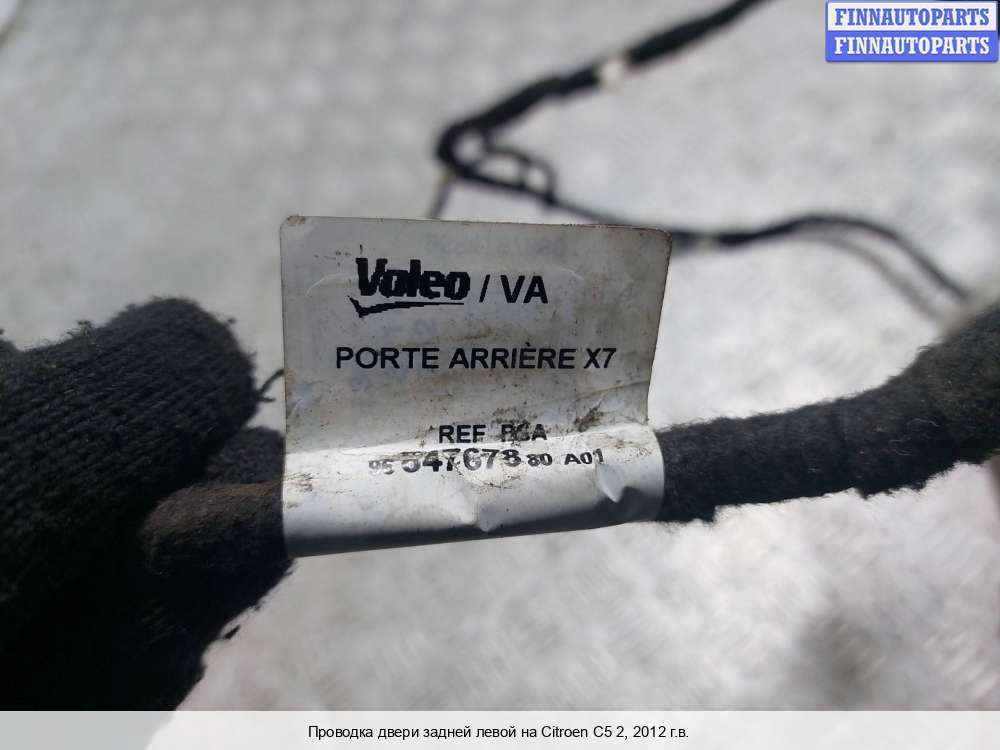 FINNAUTOPARTS
FINNAUTOPARTS
Valeo / VA
PORTE ARRIÈRE X7
REF PSA
96 547678 80 A01
Проводка двери задней левой на Citroen C5 2, 2012 г.в.